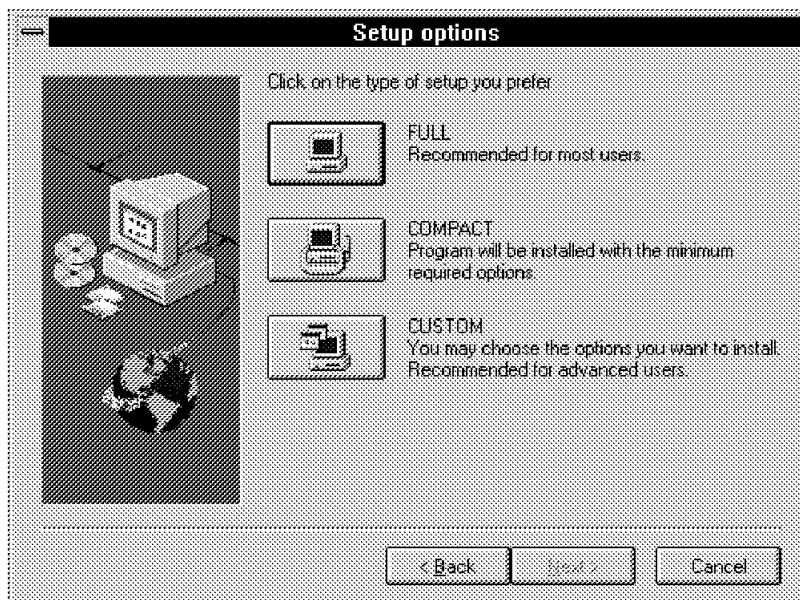 Setup options
Click on the type of setup you prefer
FULL
Recommended for most users.
COMPACT
Program will be installed with the minimum
required options.
CUSTOM
You may choose the options you want to install.
Recommended for advanced users.
< Back
Next >
Cancel